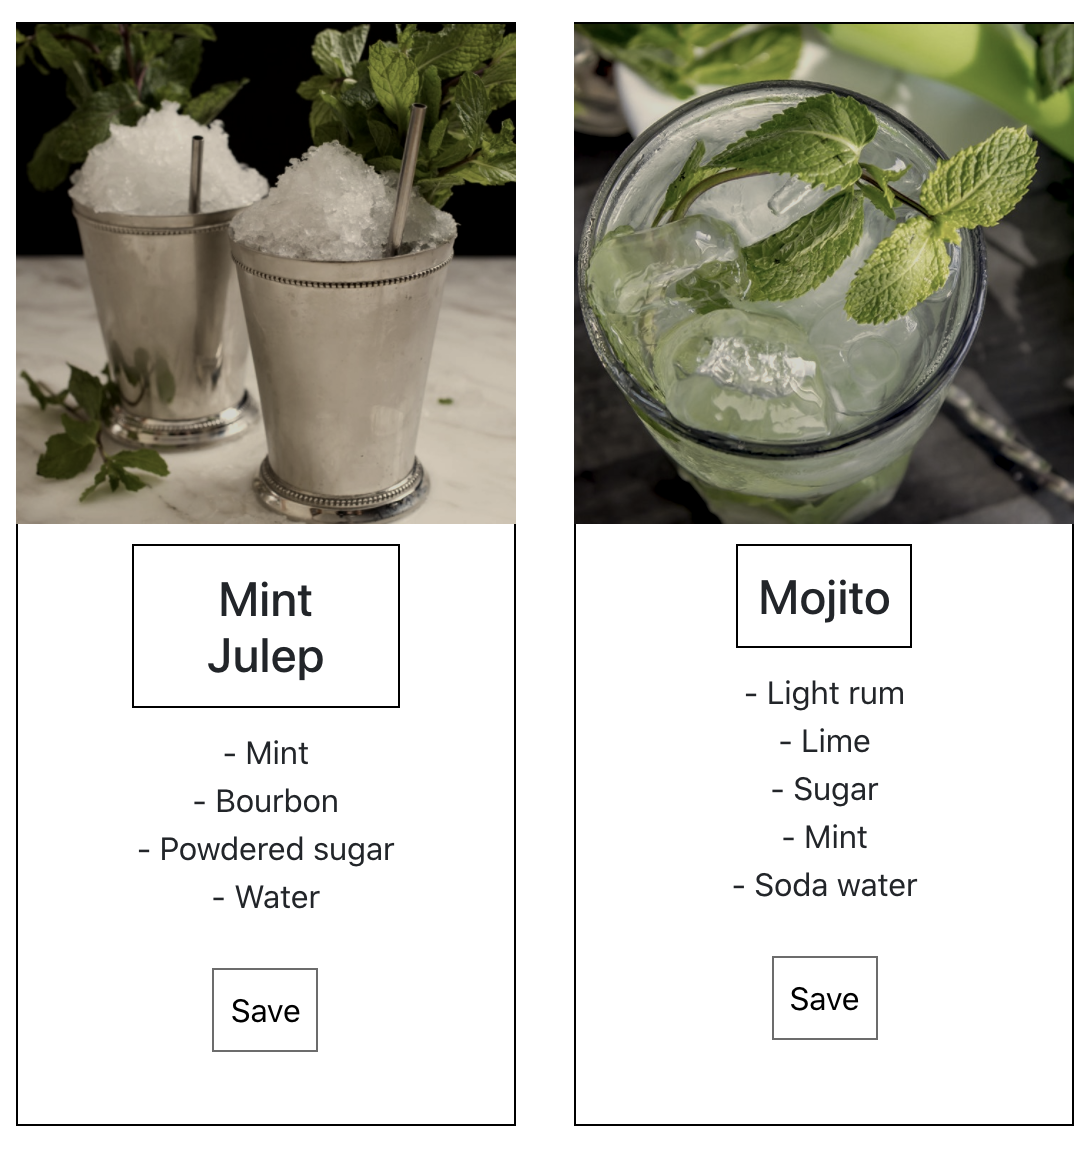 Mint
Julep
- Mint
- Bourbon
- Powdered sugar
- Water
Save
Mojito
- Light rum
- Lime
- Sugar
- Mint
- Soda water
Save